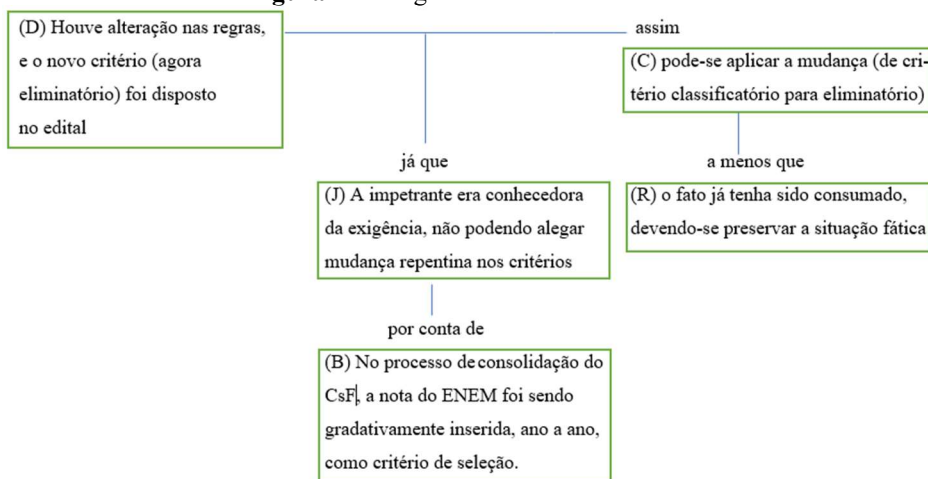 (D) Houve alteração nas regras,
e o novo critério (agora
eliminatório) foi disposto
no edital
assim
(C) pode-se aplicar a mudança (de cri-
tério classificatório para eliminatório)
já que
a menos que
(J) A impetrante era conhecedora
da exigência, não podendo alegar
mudança repentina nos critérios
(R) o fato já tenha sido consumado,
devendo-se preservar a situação fática
por conta de
(B) No processo de consolidação do
CsF, a nota do ENEM foi sendo
gradativamente inserida, ano a ano,
como critério de seleção.